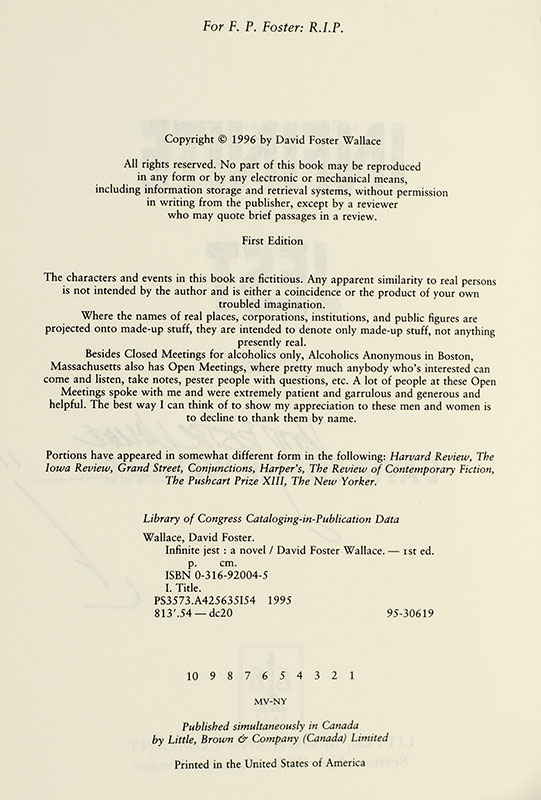 For F. P. Foster: R.I.P.
Copyright © 1996 by David Foster Wallace
All rights reserved. No part of this book may be reproduced
in any form or by any electronic or mechanical means,
including information storage and retrieval systems, without permission
in writing from the publisher, except by a reviewer
who may quote brief passages in a review.
First Edition
The characters and events in this book are fictitious. Any apparent similarity to real persons
is not intended by the author and is either a coincidence or the product of your own
troubled imagination.
Where the names of real places, corporations, institutions, and public figures are
projected onto made-up stuff, they are intended to denote only made-up stuff, not anything
presently real.
Besides Closed Meetings for alcoholics only, Alcoholics Anonymous in Boston,
Massachusetts also has Open Meetings, where pretty much anybody who's interested can
come and listen, take notes, pester people with questions, etc. A lot of people at these Open
Meetings spoke with me and were extremely patient and garrulous and generous and
helpful. The best way I can think of to show my appreciation to these men and women is
to decline to thank them by name.
Portions have appeared in somewhat different form in the following: Harvard Review, The
Iowa Review, Grand Street, Conjunctions, Harper's, The Review of Contemporary Fiction,
The Pushcart Prize XIII, The New Yorker.
Library of Congress Cataloging-in-Publication Data
Wallace, David Foster.
Infinite jest : a novel / David Foster Wallace. — 1st ed.
p. cm.
ISBN 0-316-92004-5
I. Title.
PS3573.A425635I54 1995
813'.54 — dc20 95-30619
10 9 8 7 6 5 4 3 2 1
MV-NY
Published simultaneously in Canada
by Little, Brown & Company (Canada) Limited
Printed in the United States of America